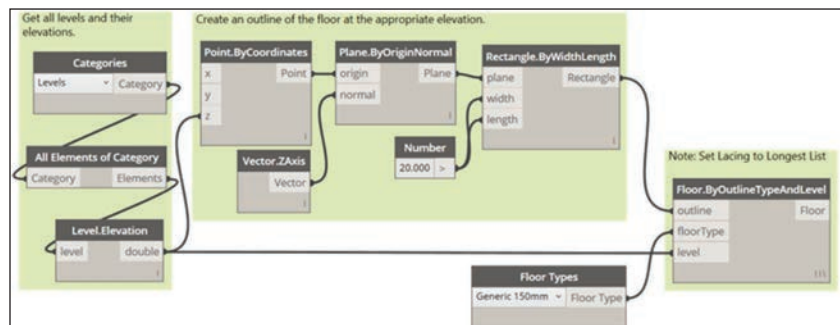 Get all levels and their
elevations.
Categories
Levels
Category
All Elements of Category
Category Elements
Level.Elevation
level double
Create an outline of the floor at the appropriate elevation.
Point.ByCoordinates
x Point
y
z
Vector.ZAxis
Vector
Plane.ByOriginNormal
origin Plane
normal
Number
20.000 >
Rectangle.ByWidthLength
plane Rectangle
width
length
Note: Set Lacing to Longest List
Floor.ByOutlineTypeAndLevel
outline Floor
floorType
level
Floor Types
Generic 150mm Floor Type